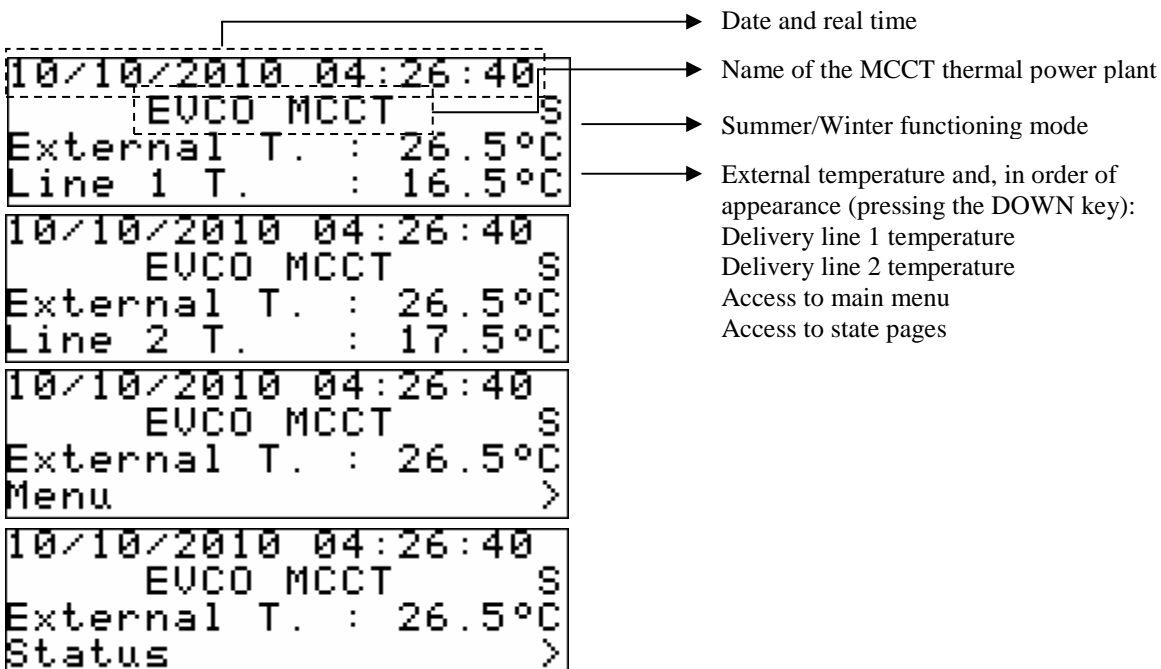 Date and real time
10/10/2010 04:26:40
Name of the MCCT thermal power plant
EVCO MCCT S
Summer/Winter functioning mode
External T. : 26.5°C
Line 1 T. : 16.5°C
External temperature and, in order of
appearance (pressing the DOWN key):
Delivery line 1 temperature
Delivery line 2 temperature
Access to main menu
Access to state pages
10/10/2010 04:26:40
EVCO MCCT S
External T. : 26.5°C
Line 2 T. : 17.5°C
10/10/2010 04:26:40
EVCO MCCT S
External T. : 26.5°C
Menu >
10/10/2010 04:26:40
EVCO MCCT S
External T. : 26.5°C
Status >